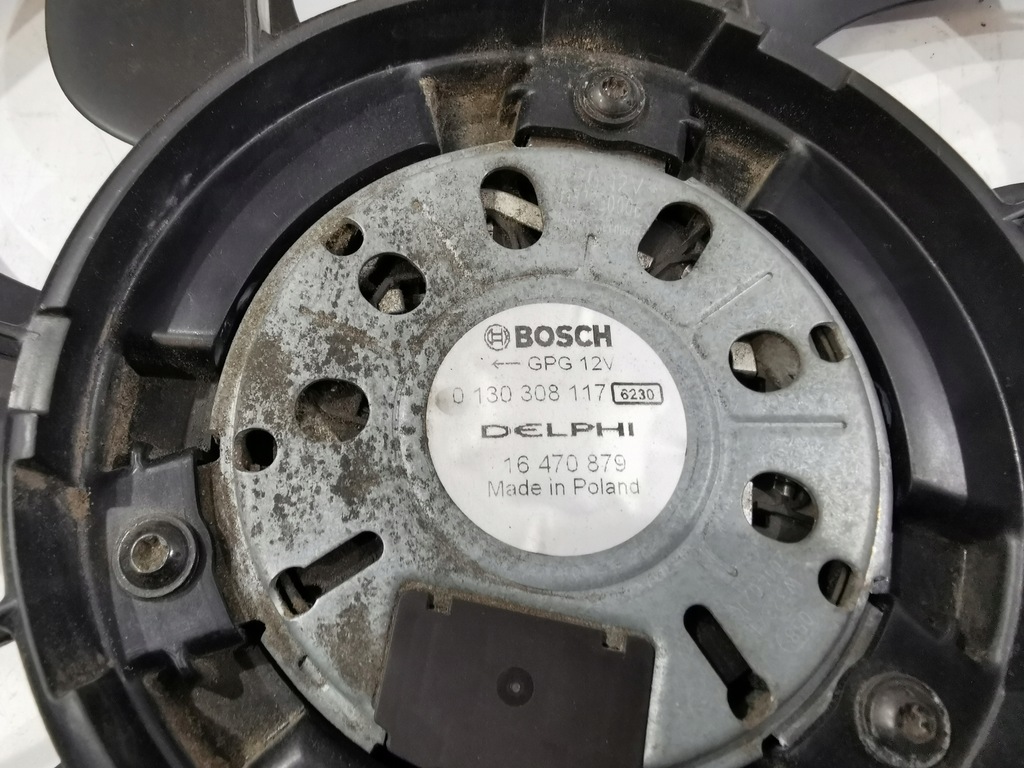 BOSCH
← GPG 12V
0 130 308 117 6230
DELPHI
16 470 879
Made in Poland